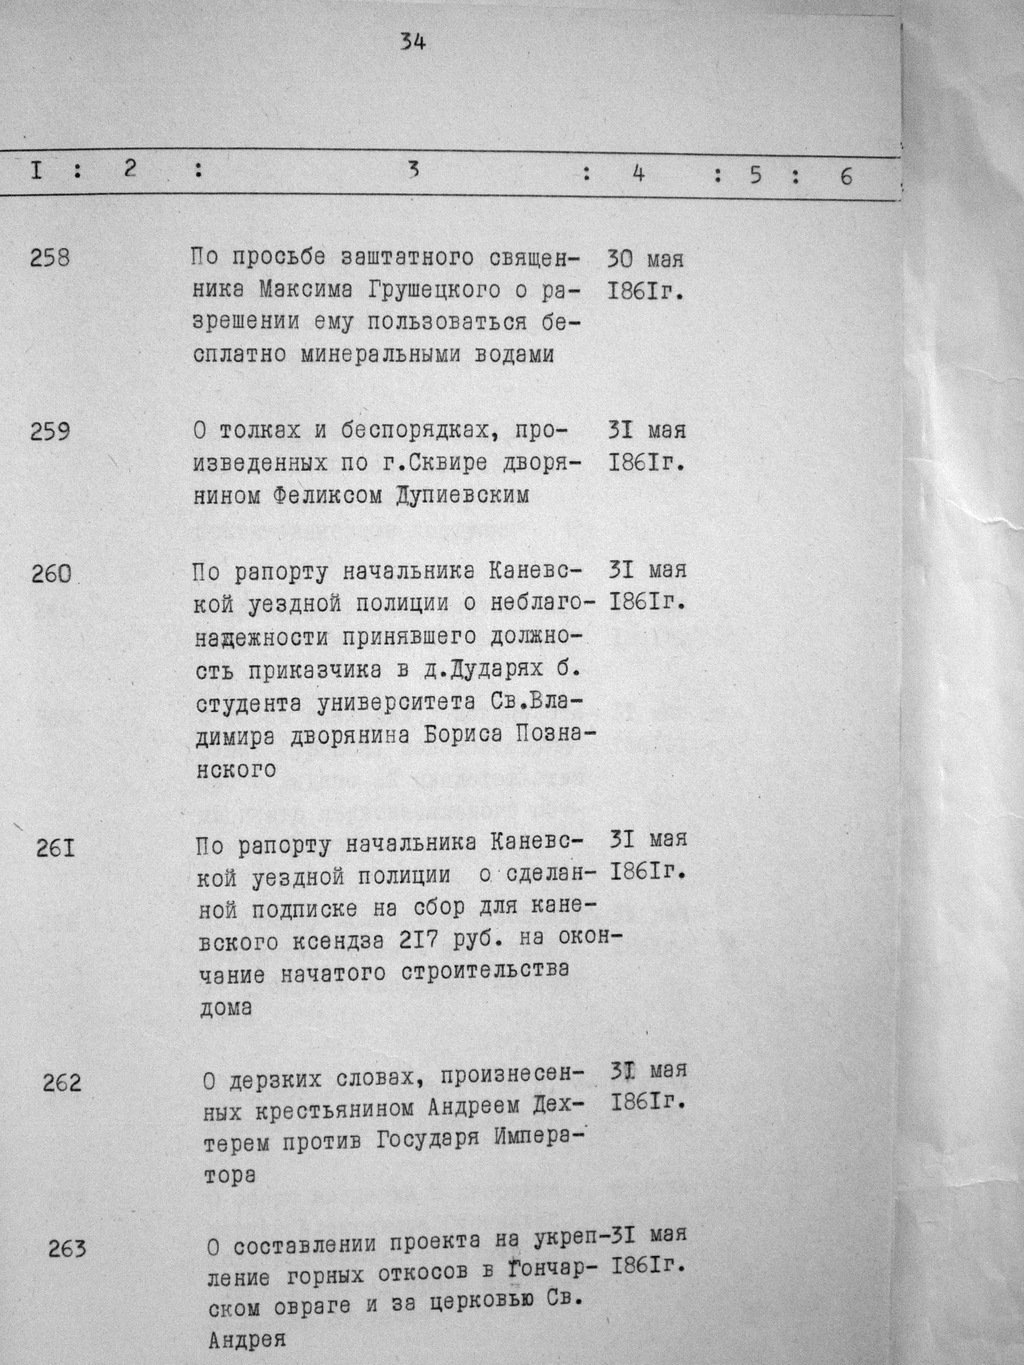 34
I : 2 : 3 : 4 : 5 : 6
258 По просьбе заштатного священ- 30 мая
ника Максима Грушецкого о ра- I86Iг.
зрешении ему пользоваться бе-
сплатно минеральными водами
259 О толках и беспорядках, про- 3I мая
изведенных по г.Сквире дворя- I86Iг.
нином Феликсом Дупиевским
260 По рапорту начальника Каневс- 3I мая
кой уездной полиции о неблаго- I86Iг.
надежности принявшего должно-
сть приказчика в д.Дударях б.
студента университета Св.Вла-
димира дворянина Бориса Позна-
нского
26I По рапорту начальника Каневс- 3I мая
кой уездной полиции о сделан- I86Iг.
ной подписке на сбор для кане-
вского ксендза 2I7 руб. на окон-
чание начатого строительства
дома
262 О дерзких словах, произнесен- 3I мая
ных крестьянином Андреем Дех- I86Iг.
терем против Государя Импера-
тора
263 О составлении проекта на укреп-3I мая
ление горных откосов в Гончар- I86Iг.
ском овраге и за церковью Св.
Андрея